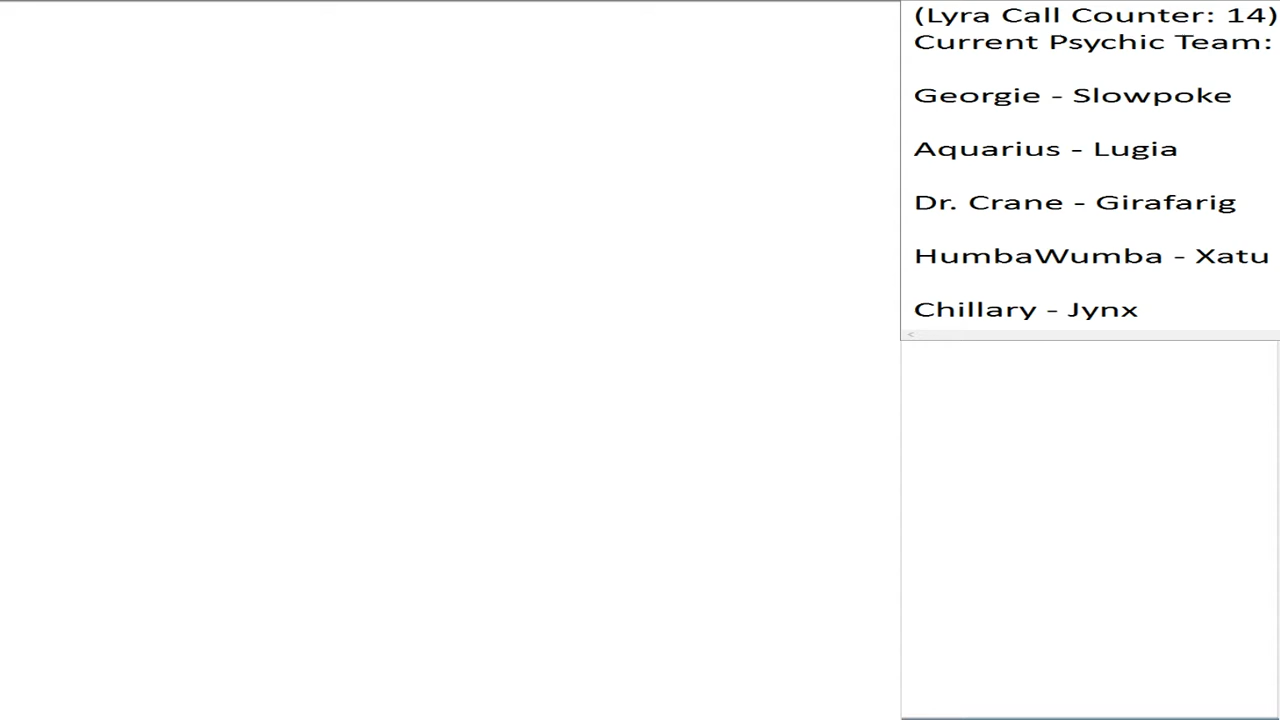 (Lyra Call Counter: 14)
Current Psychic Team:
Georgie - Slowpoke
Aquarius - Lugia
Dr. Crane - Girafarig
HumbaWumba - Xatu
Chillary - Jynx